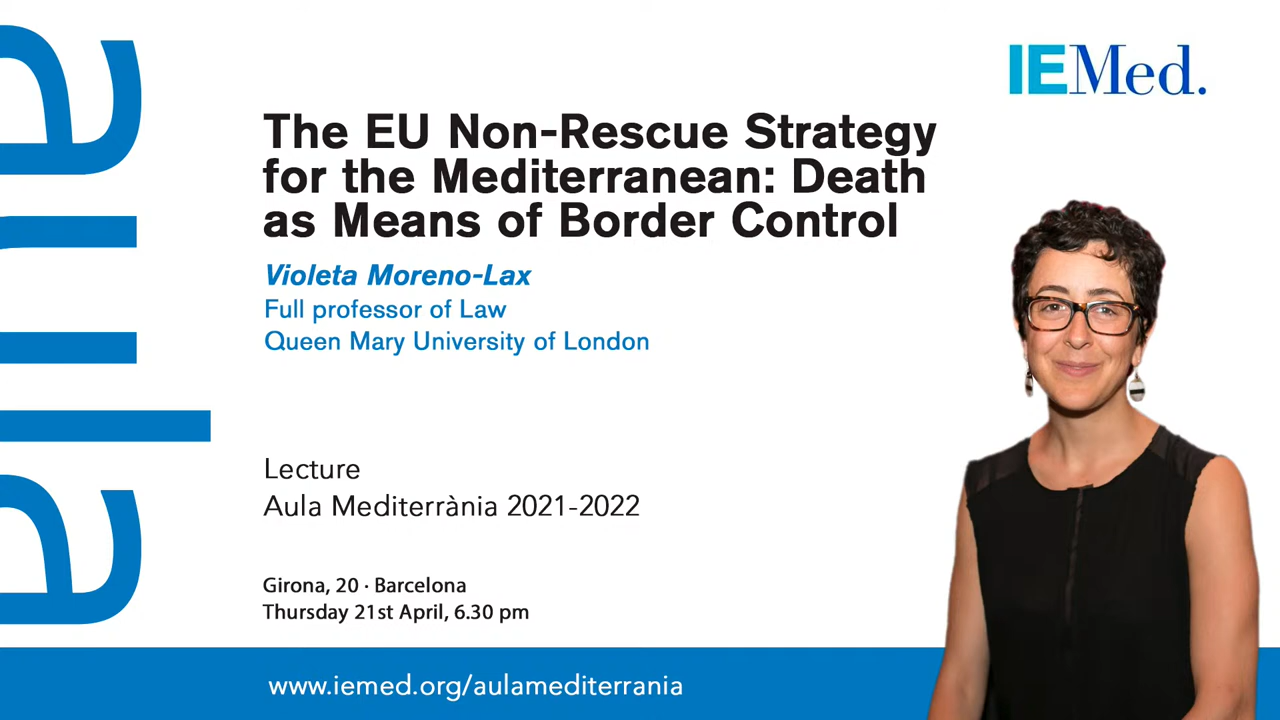 aula
IEMed.
The EU Non-Rescue Strategy
for the Mediterranean: Death
as Means of Border Control
Violeta Moreno-Lax
Full professor of Law
Queen Mary University of London
Lecture
Aula Mediterrània 2021-2022
Girona, 20 · Barcelona
Thursday 21st April, 6.30 pm
www.iemed.org/aulamediterrania